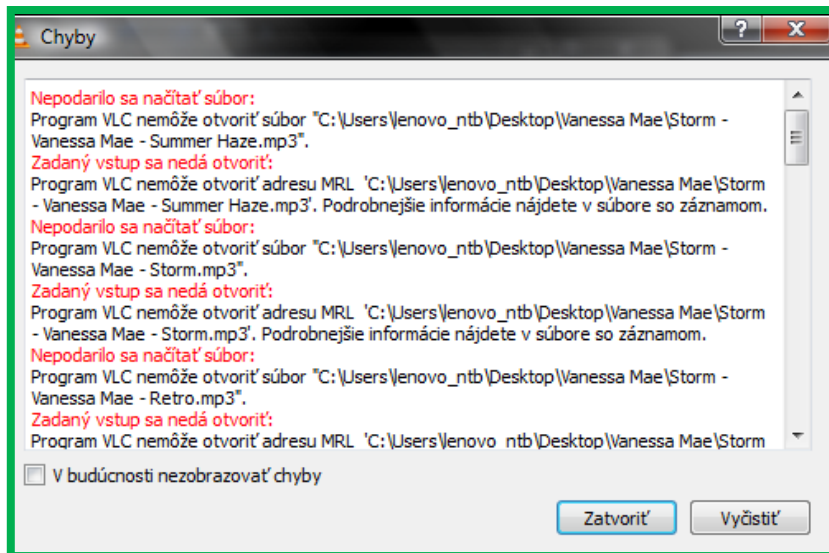 Chyby
Nepodarilo sa načítať súbor:
Program VLC nemôže otvoriť súbor "C:\Users\lenovo_ntb\Desktop\Vanessa Mae\Storm -
Vanessa Mae - Summer Haze.mp3".
Zadaný vstup sa nedá otvoriť:
Program VLC nemôže otvoriť adresu MRL 'C:\Users\lenovo_ntb\Desktop\Vanessa Mae\Storm
- Vanessa Mae - Summer Haze.mp3'. Podrobnejšie informácie nájdete v súbore so záznamom.
Nepodarilo sa načítať súbor:
Program VLC nemôže otvoriť súbor "C:\Users\lenovo_ntb\Desktop\Vanessa Mae\Storm -
Vanessa Mae - Storm.mp3".
Zadaný vstup sa nedá otvoriť:
Program VLC nemôže otvoriť adresu MRL 'C:\Users\lenovo_ntb\Desktop\Vanessa Mae\Storm
- Vanessa Mae - Storm.mp3'. Podrobnejšie informácie nájdete v súbore so záznamom.
Nepodarilo sa načítať súbor:
Program VLC nemôže otvoriť súbor "C:\Users\lenovo_ntb\Desktop\Vanessa Mae\Storm -
Vanessa Mae - Retro.mp3".
Zadaný vstup sa nedá otvoriť:
Program VLC nemôže otvoriť adresu MRL 'C:\Users\lenovo_ntb\Desktop\Vanessa Mae\Storm
V budúcnosti nezobrazovať chyby
Zatvoriť
Vyčistiť